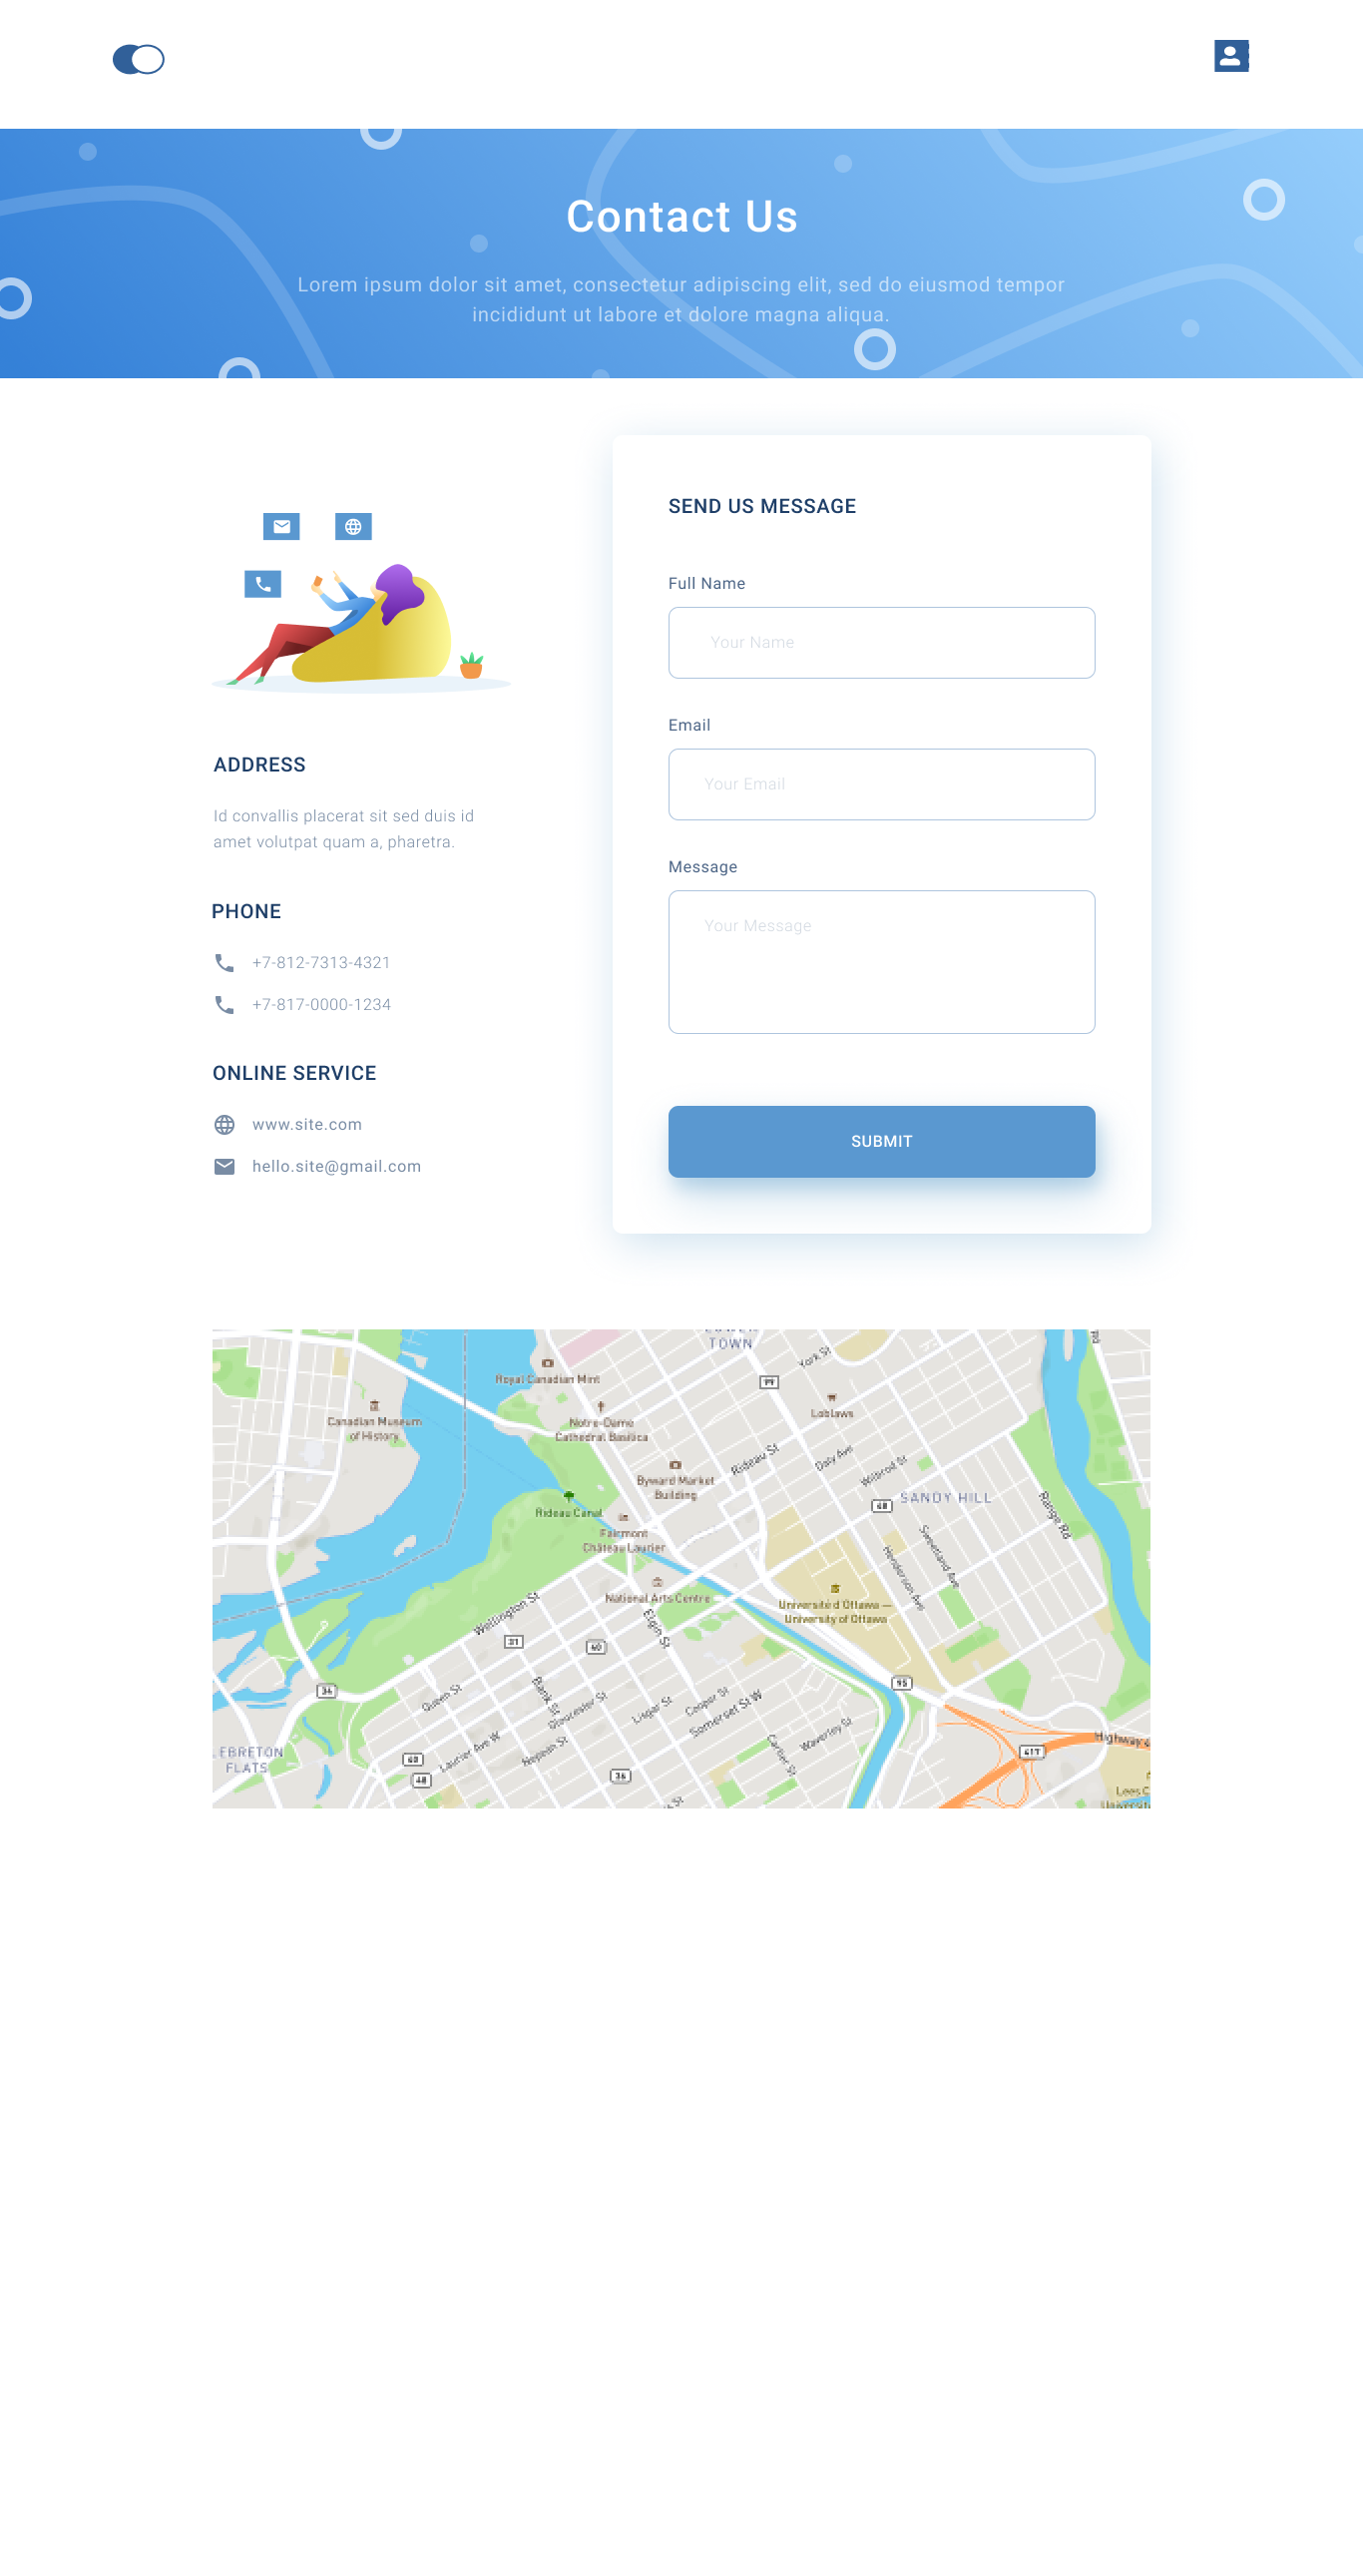 Contact Us
Lorem ipsum dolor sit amet, consectetur adipiscing elit, sed do eiusmod tempor
incididunt ut labore et dolore magna aliqua.
ADDRESS
Id convallis placerat sit sed duis id
amet volutpat quam a, pharetra.
PHONE
+7-812-7313-4321
+7-817-0000-1234
ONLINE SERVICE
www.site.com
hello.site@gmail.com
SEND US MESSAGE
Full Name
Your Name
Email
Your Email
Message
Your Message
SUBMIT
TOWN
York St
99
Royal Canadian Mint
Canadian Museum
of History
Notre-Dame
Cathedral Basilica
Loblaws
Rideau St
Daly Ave
Wilbrod St
Byward Market
Building
SANDY HILL
48
Range Rd
Rideau Canal
Fairmont
Château Laurier
Sweetland Ave
Henderson Ave
National Arts Centre
Université d'Ottawa —
University of Ottawa
Wellington St
Elgin St
31
60
34
95
Queen St
Bank St
Gloucester St
Lisgar St
Cooper St
Somerset St W
Laurier Ave W
Nepean St
Cartier St
Waverley St
Highway
417
EBRETON
FLATS
60
48
36
St
Lees